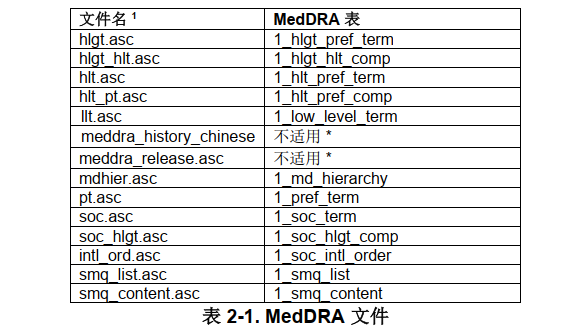 文件名 1 MedDRA 表
hlgt.asc 1_hlgt_pref_term
hlgt_hlt.asc 1_hlgt_hlt_comp
hlt.asc 1_hlt_pref_term
hlt_pt.asc 1_hlt_pref_comp
llt.asc 1_low_level_term
meddra_history_chinese 不适用 *
meddra_release.asc 不适用 *
mdhier.asc 1_md_hierarchy
pt.asc 1_pref_term
soc.asc 1_soc_term
soc_hlgt.asc 1_soc_hlgt_comp
intl_ord.asc 1_soc_intl_order
smq_list.asc 1_smq_list
smq_content.asc 1_smq_content
表 2-1. MedDRA 文件